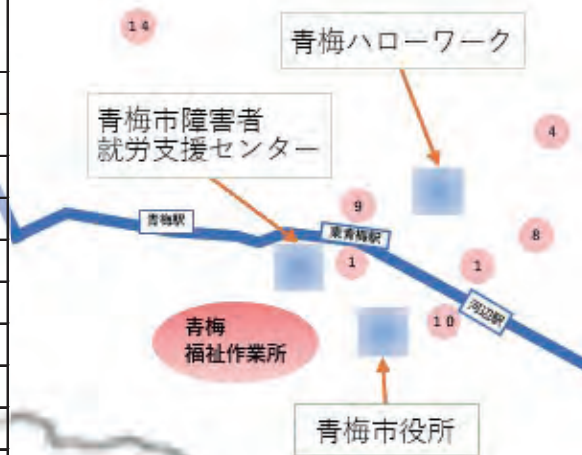 14
青梅ハローワーク
青梅市障害者
就労支援センター
4
9
青梅駅
東青梅駅
8
1
1
河辺駅
10
青梅
福祉作業所
青梅市役所